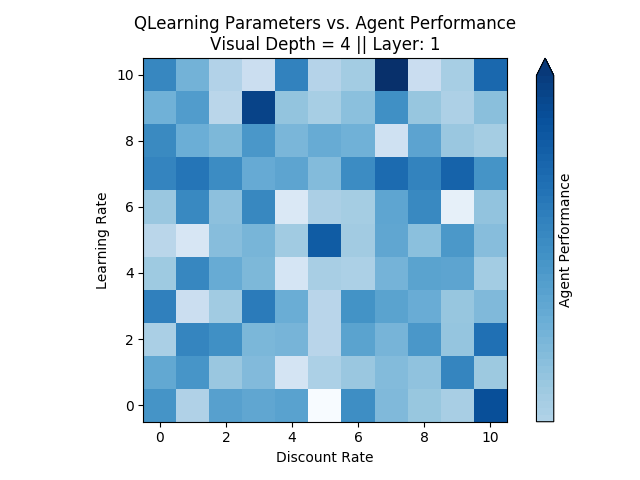 QLearning Parameters vs. Agent Performance
Visual Depth = 4 || Layer: 1
10
8
6
4
2
0
Learning Rate
0 2 4 6 8 10
Discount Rate
Agent Performance